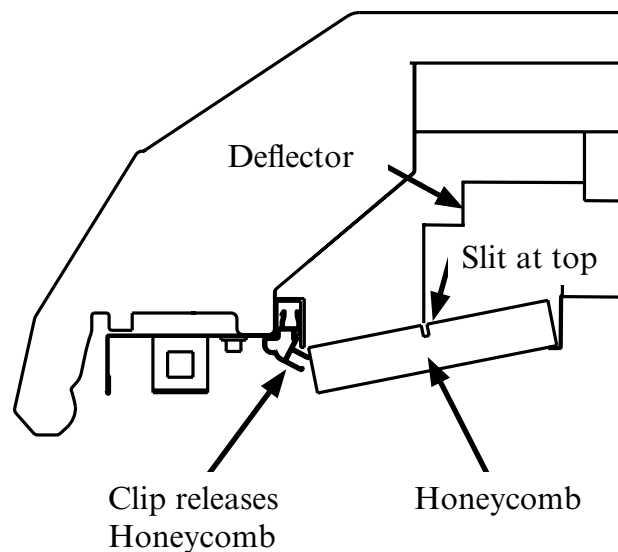 Deflector
Slit at top
Clip releases
Honeycomb
Honeycomb